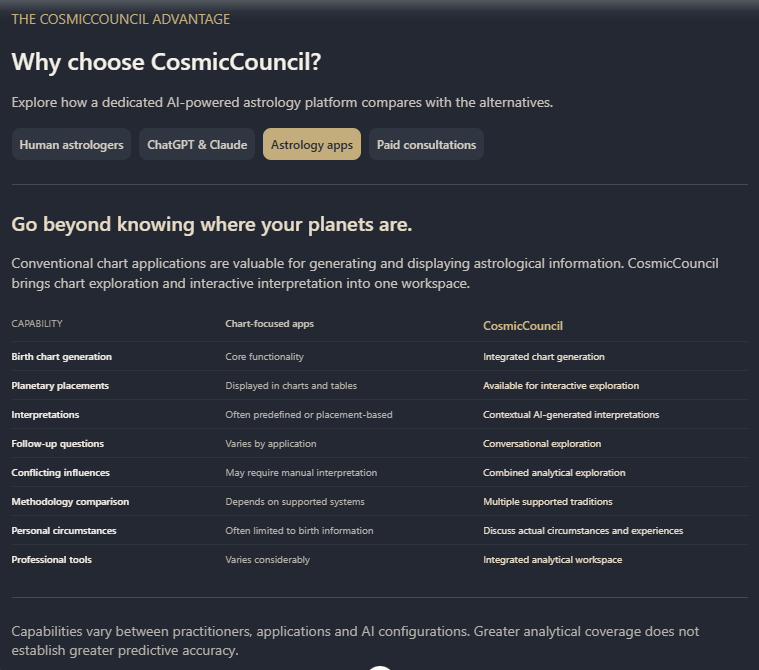 THE COSMICCOUNCIL ADVANTAGE
Why choose CosmicCouncil?
Explore how a dedicated AI-powered astrology platform compares with the alternatives.
Human astrologers ChatGPT & Claude Astrology apps Paid consultations
Go beyond knowing where your planets are.
Conventional chart applications are valuable for generating and displaying astrological information. CosmicCouncil
brings chart exploration and interactive interpretation into one workspace.
CAPABILITY Chart-focused apps CosmicCouncil
Birth chart generation Core functionality Integrated chart generation
Planetary placements Displayed in charts and tables Available for interactive exploration
Interpretations Often predefined or placement-based Contextual AI-generated interpretations
Follow-up questions Varies by application Conversational exploration
Conflicting influences May require manual interpretation Combined analytical exploration
Methodology comparison Depends on supported systems Multiple supported traditions
Personal circumstances Often limited to birth information Discuss actual circumstances and experiences
Professional tools Varies considerably Integrated analytical workspace
Capabilities vary between practitioners, applications and AI configurations. Greater analytical coverage does not
establish greater predictive accuracy.